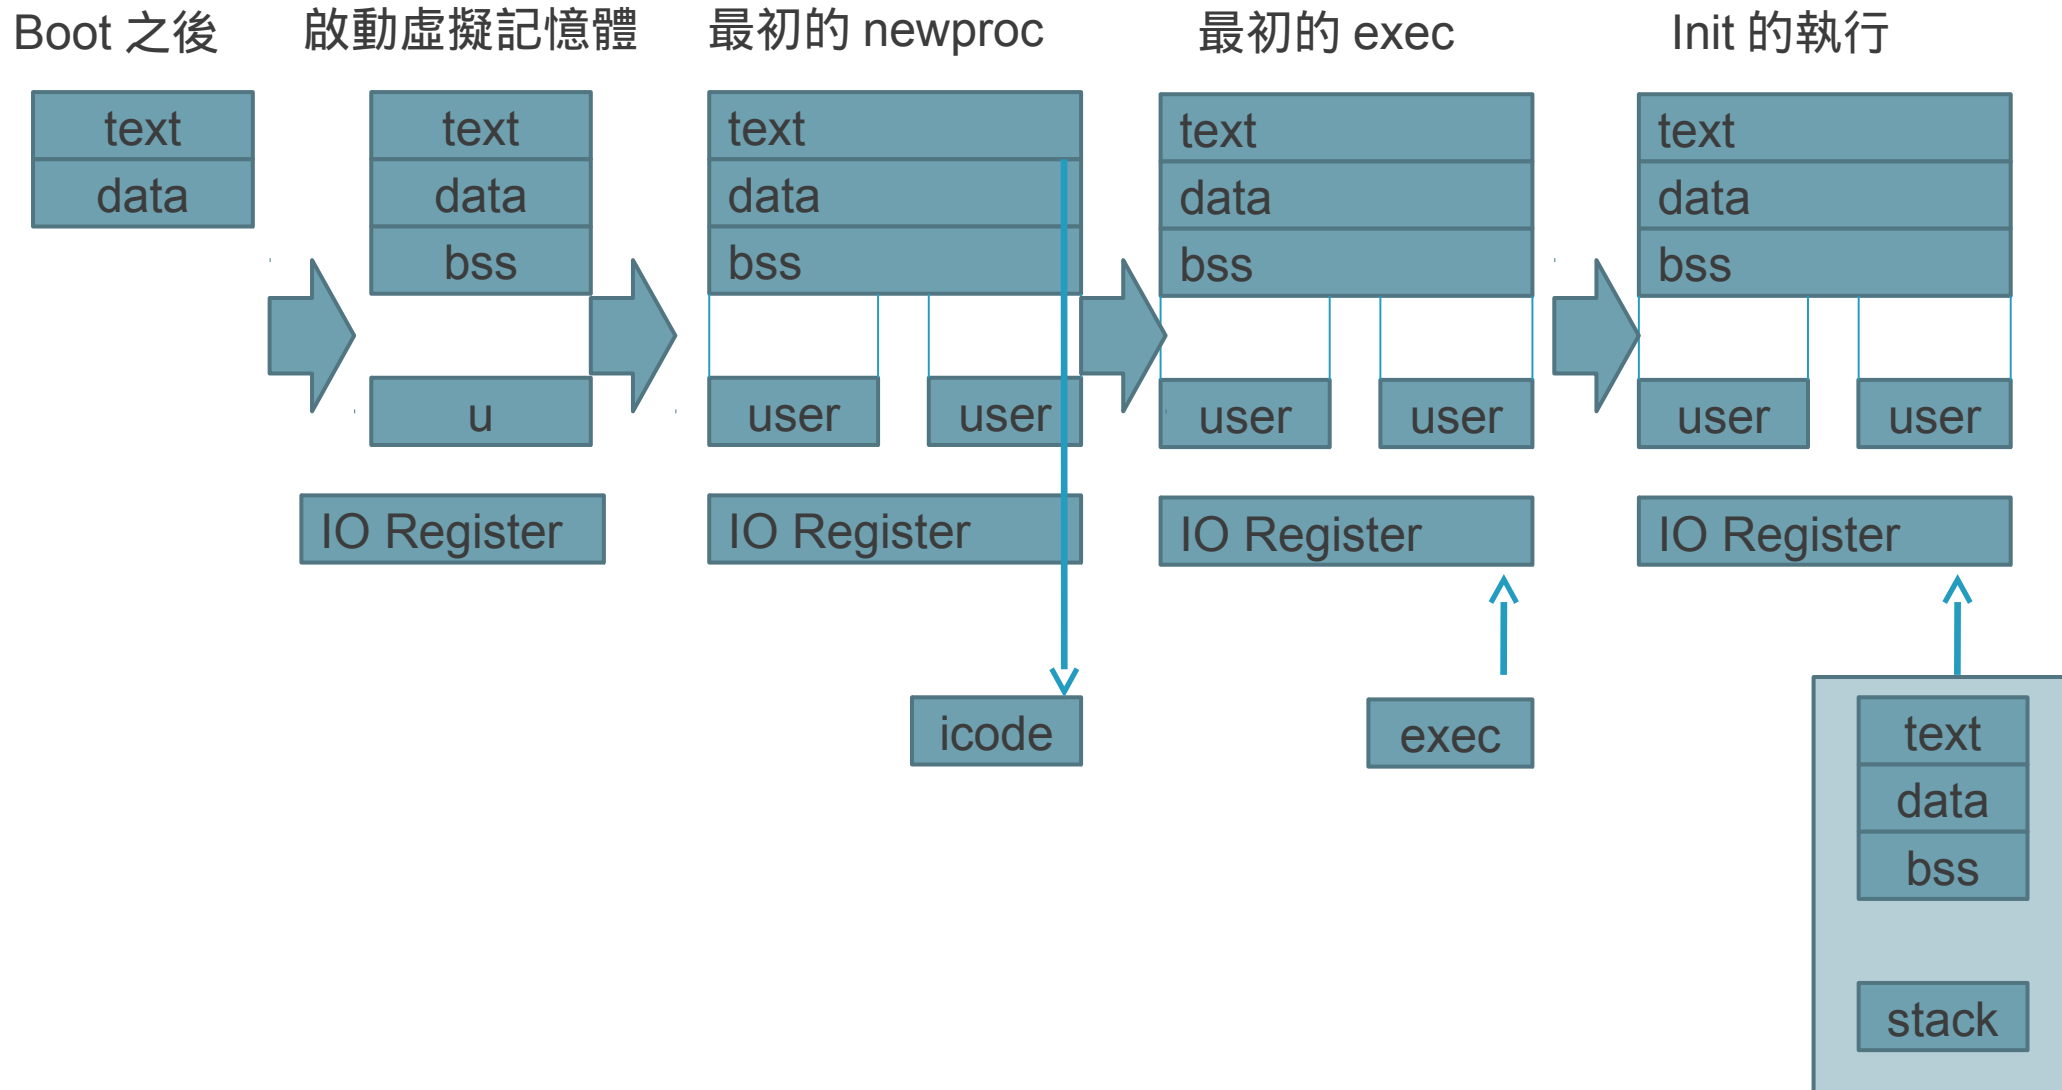 Boot 之後
text
data
啟動虛擬記憶體
text
data
bss
u
IO Register
最初的 newproc
text
data
bss
user
user
IO Register
icode
最初的 exec
text
data
bss
user
user
IO Register
exec
Init 的執行
text
data
bss
user
user
IO Register
text
data
bss
stack